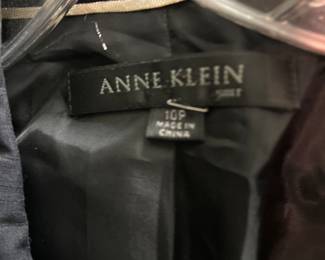 ANNE KLEIN
SUIT
10P
MADE IN
CHINA